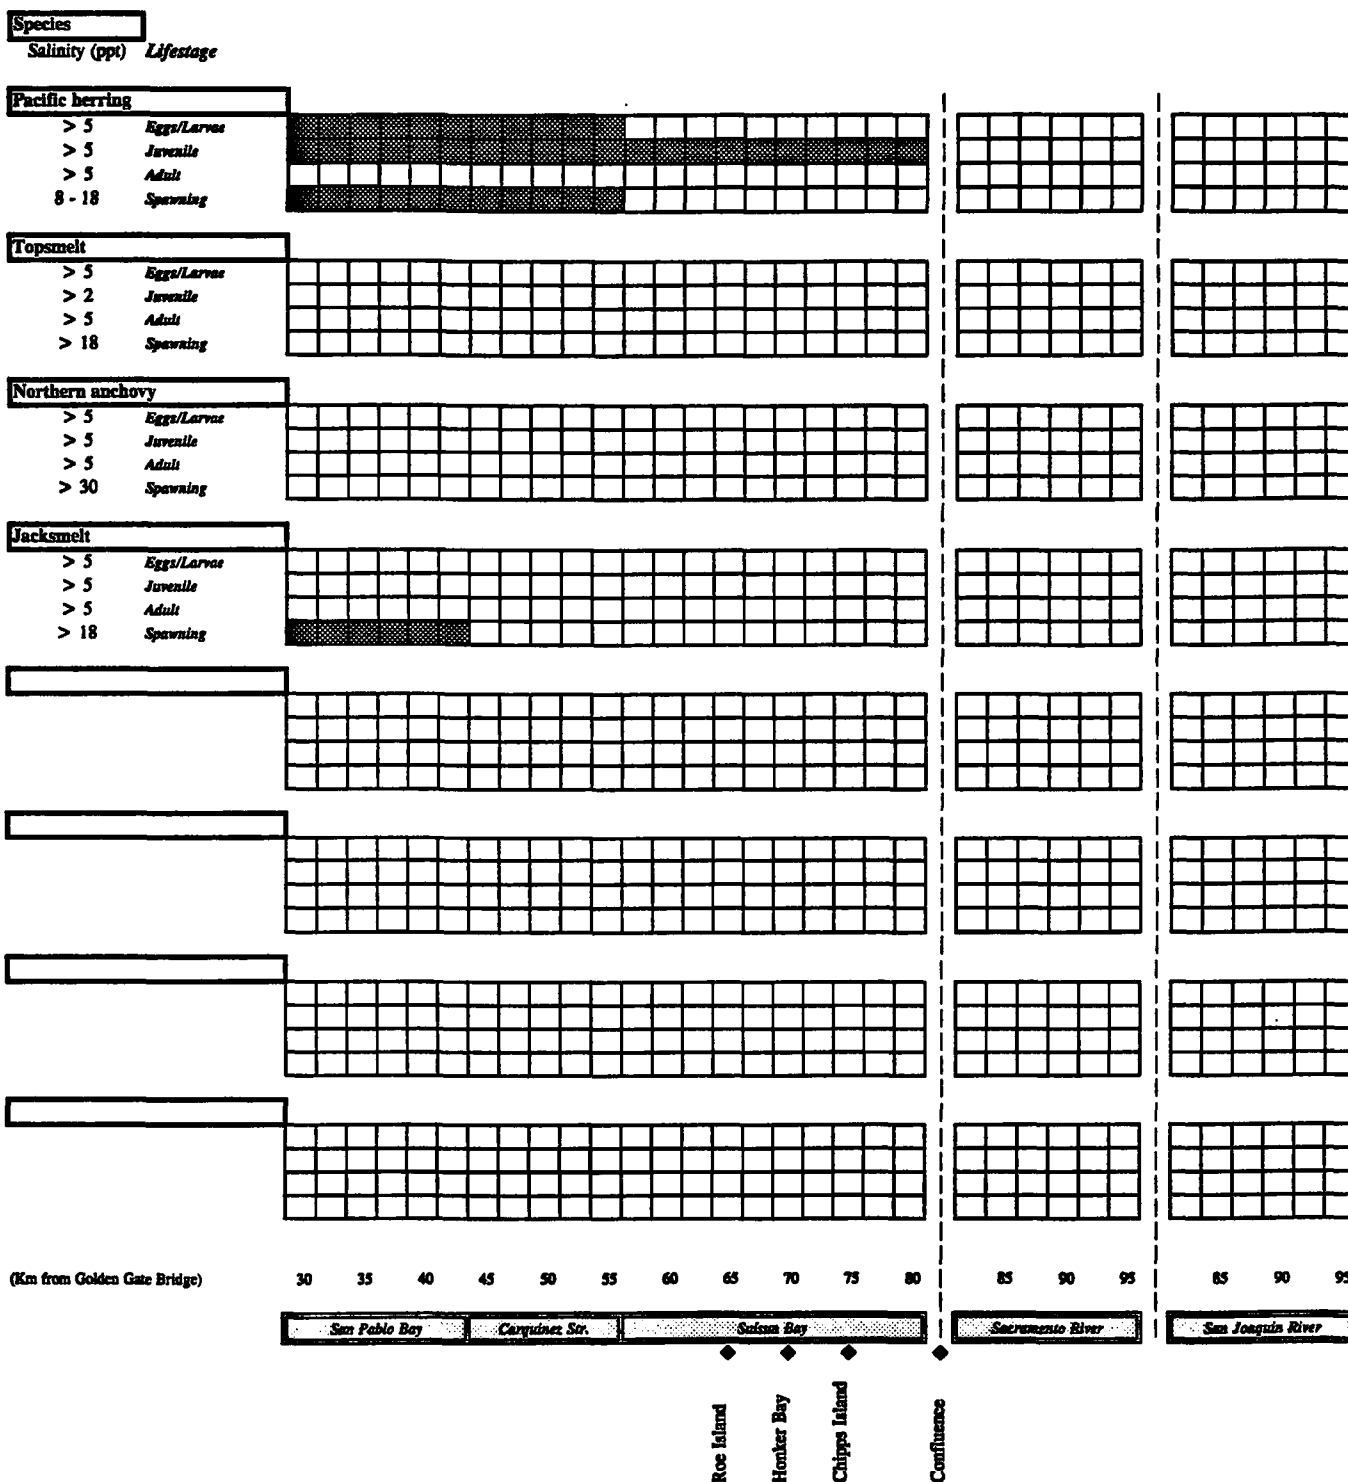 Species
Salinity (ppt) Lifestage
Pacific herring
> 5 Eggs/Larvae
> 5 Juvenile
> 5 Adult
8 - 18 Spawning
Topsmelt
> 5 Eggs/Larvae
> 2 Juvenile
> 5 Adult
> 18 Spawning
Northern anchovy
> 5 Eggs/Larvae
> 5 Juvenile
> 5 Adult
> 30 Spawning
Jacksmelt
> 5 Eggs/Larvae
> 5 Juvenile
> 5 Adult
> 18 Spawning
(Km from Golden Gate Bridge) 30 35 40 45 50 55 60 65 70 75 80 85 90 95 85 90 95
San Pablo Bay Carquinez Str. Suisun Bay Sacramento River San Joaquin River
Roe Island
Honker Bay
Chipps Island
Confluence